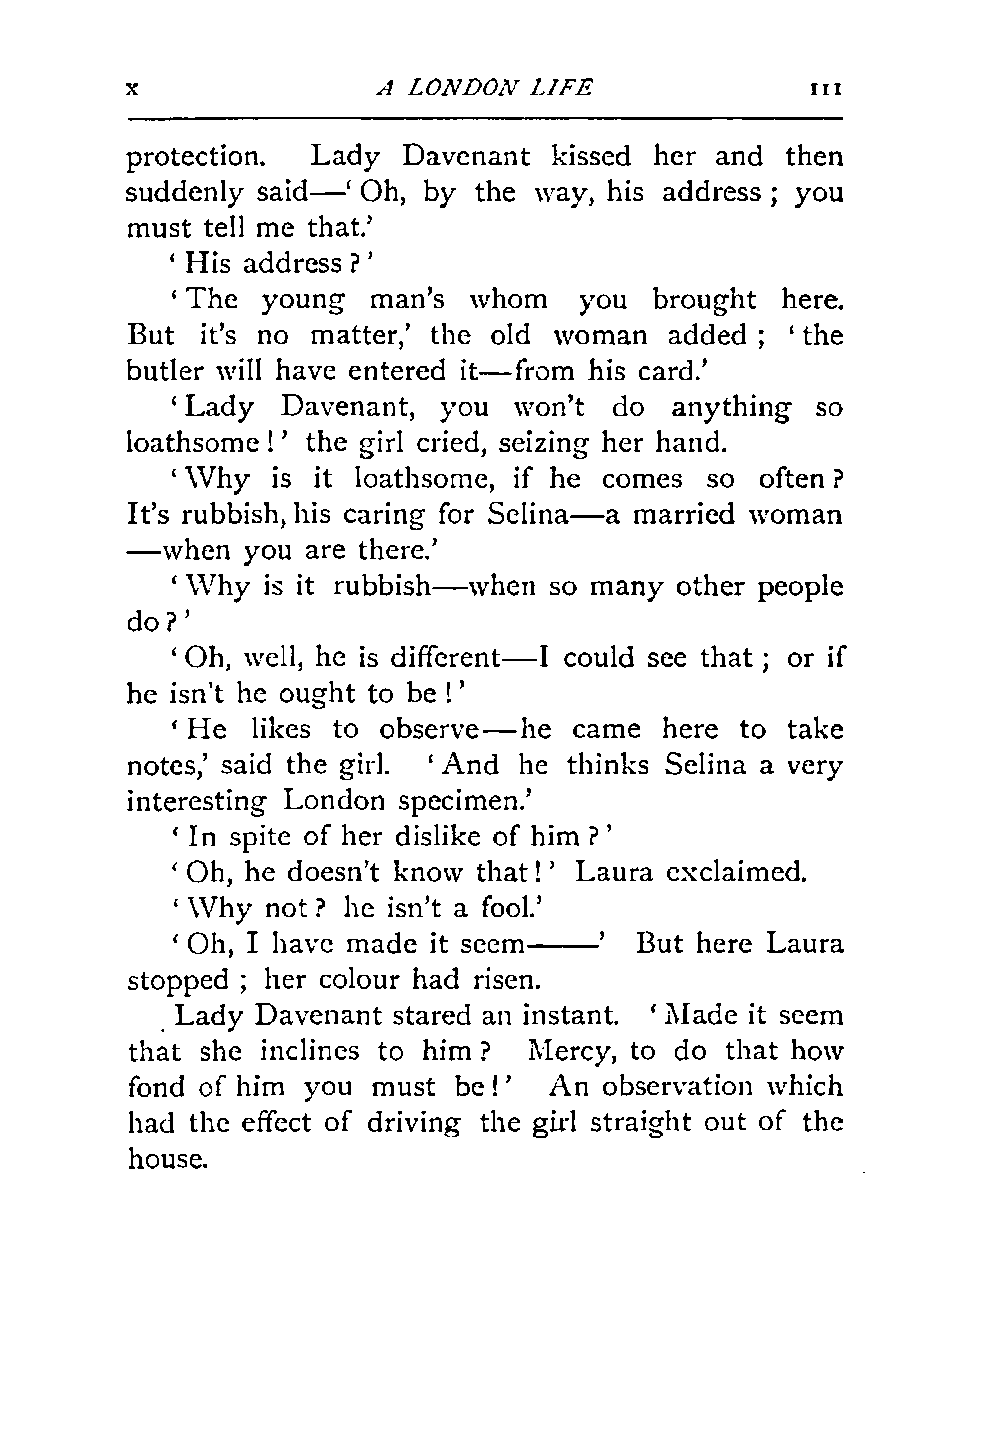 x A LONDON LIFE 111
protection. Lady Davenant kissed her and then
suddenly said—‘Oh, by the way, his address; you
must tell me that.’
‘His address?’
‘The young man's whom you brought here.
But it's no matter,’ the old woman added; ‘the
butler will have entered it—from his card.’
‘Lady Davenant, you won't do anything so
loathsome!’ the girl cried, seizing her hand.
‘Why is it loathsome, if he comes so often?
It's rubbish, his caring for Selina—a married woman
—when you are there.’
‘Why is it rubbish—when so many other people
do?’
‘Oh, well, he is different—I could see that; or if
he isn't he ought to be!’
‘He likes to observe—he came here to take
notes,’ said the girl. ‘And he thinks Selina a very
interesting London specimen.’
‘In spite of her dislike of him?’
‘Oh, he doesn't know that!’ Laura exclaimed.
‘Why not? he isn't a fool.’
‘Oh, I have made it seem——’ But here Laura
stopped; her colour had risen.
Lady Davenant stared an instant. ‘Made it seem
that she inclines to him? Mercy, to do that how
fond of him you must be!’ An observation which
had the effect of driving the girl straight out of the
house.